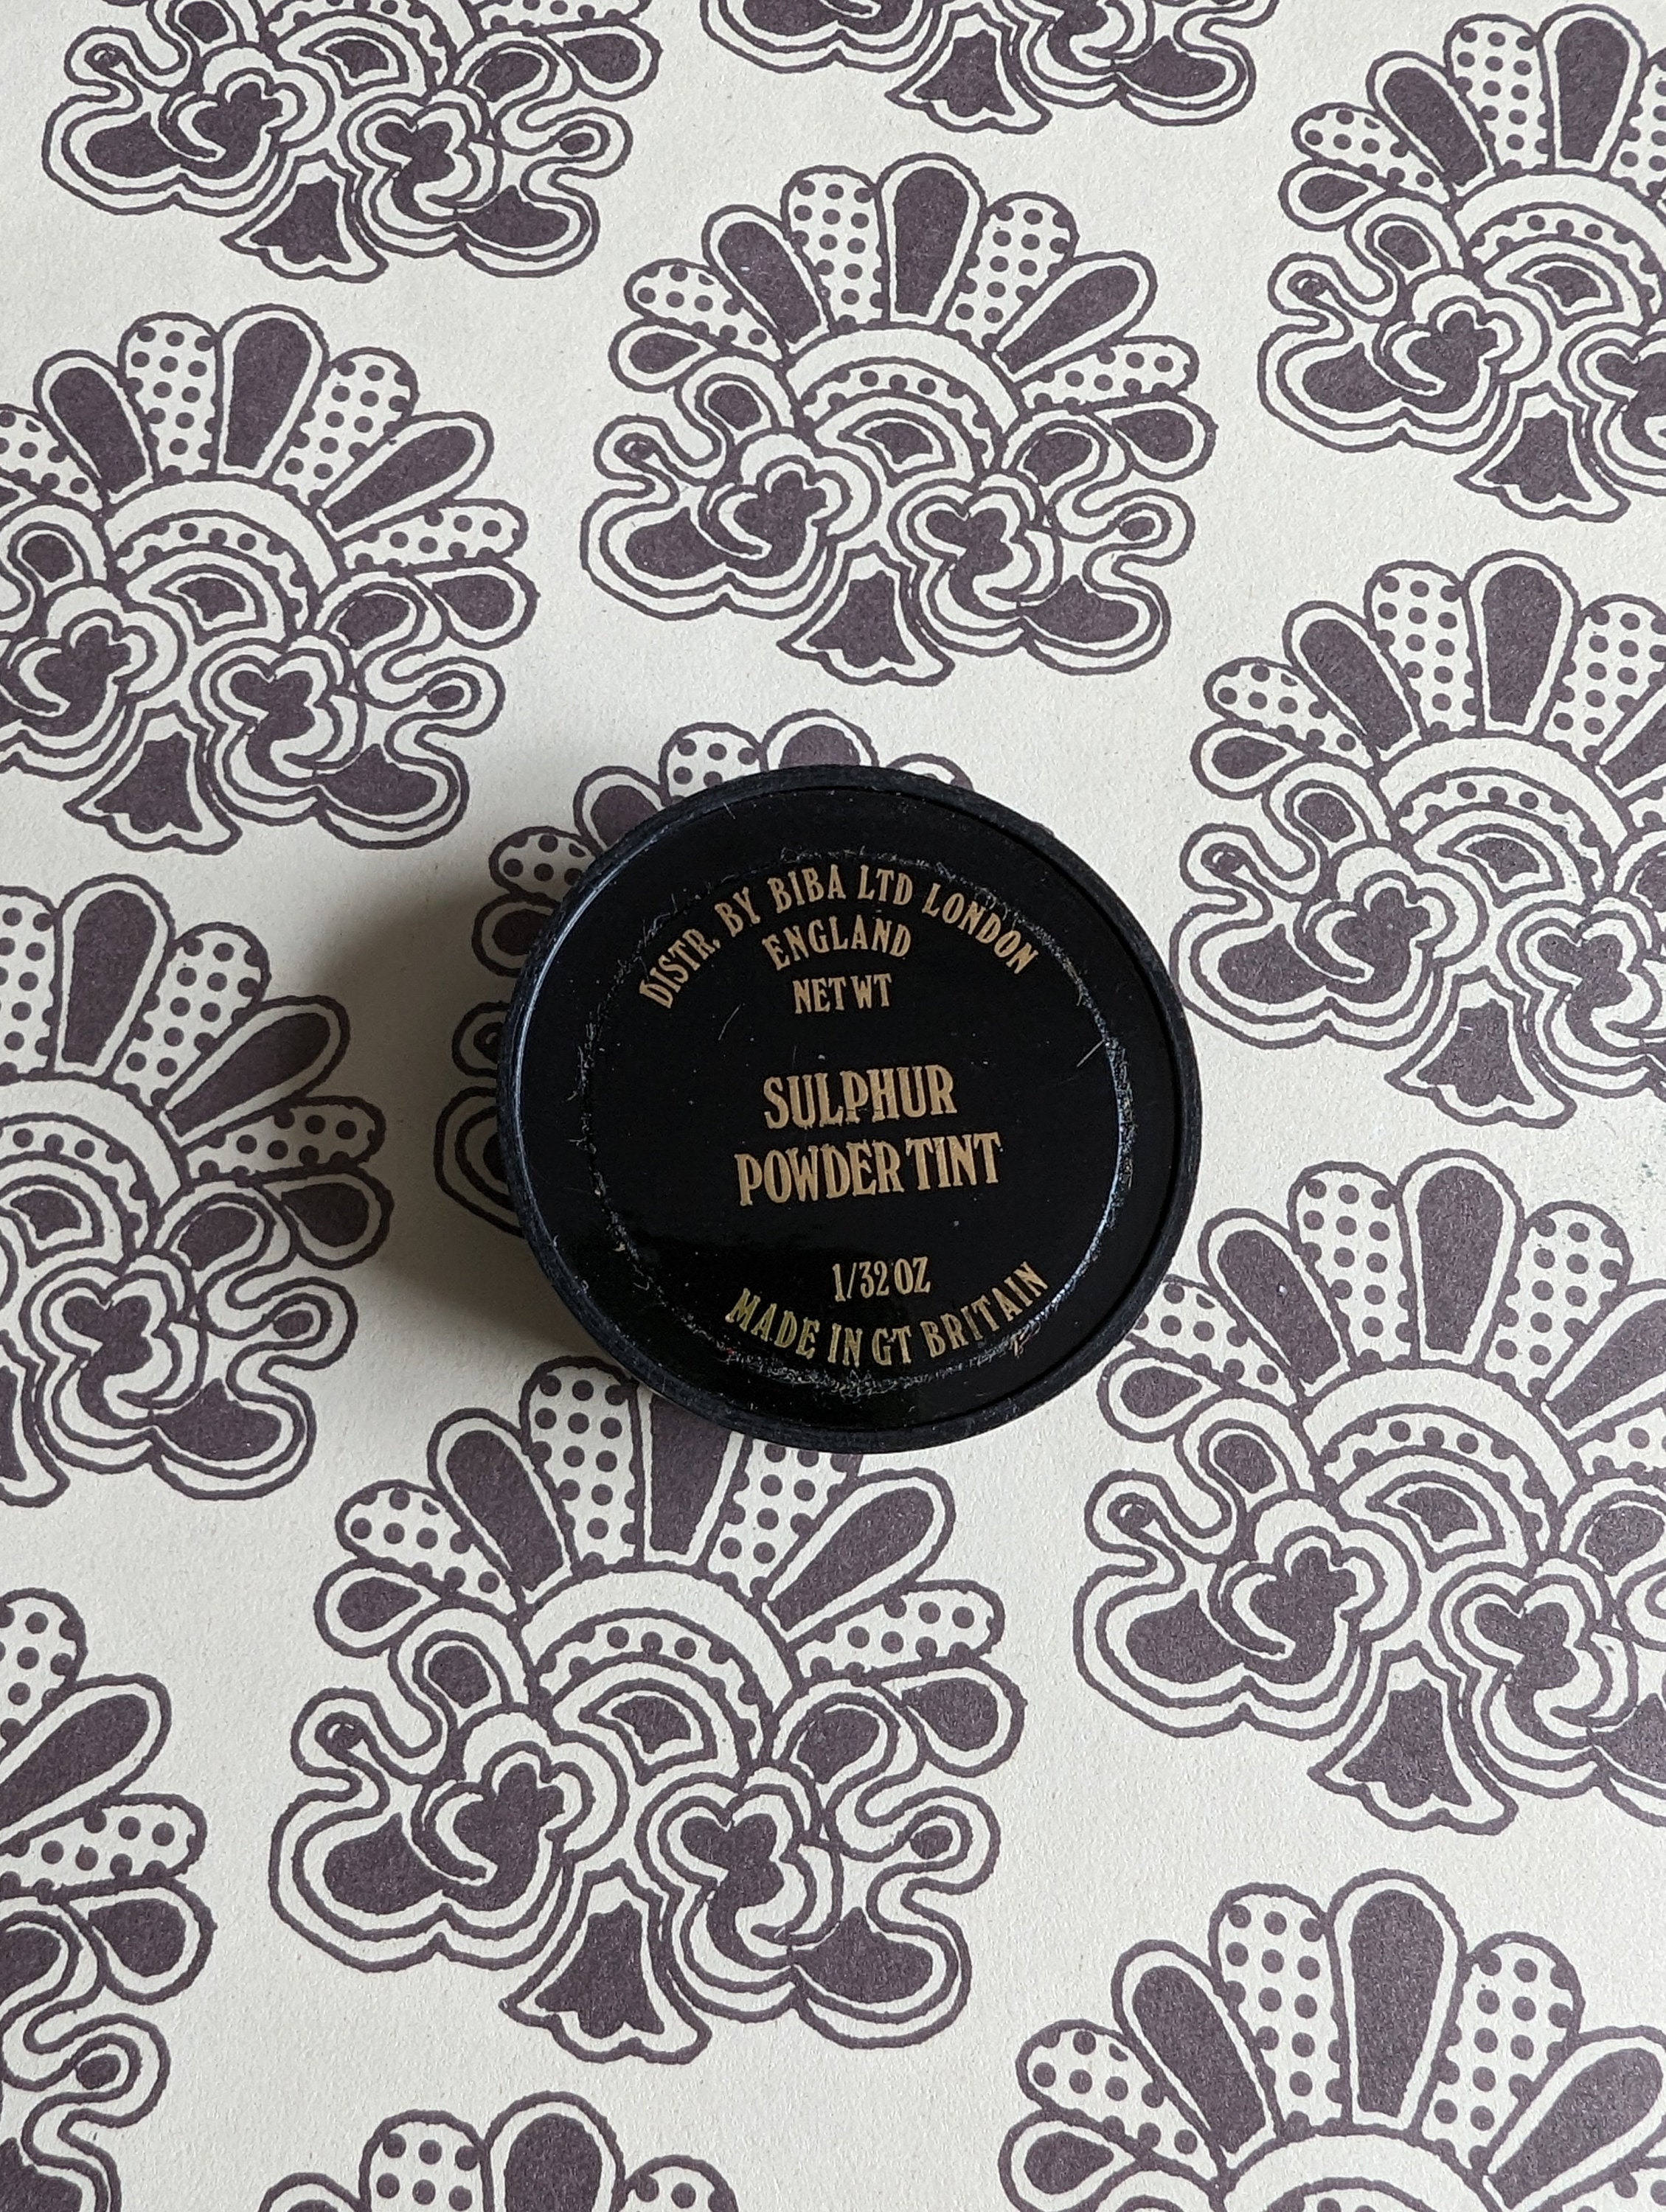 DISTR. BY BIBA LTD LONDON
ENGLAND
NET WT
SULPHUR
POWDER TINT
1/32 OZ
MADE IN GT BRITAIN